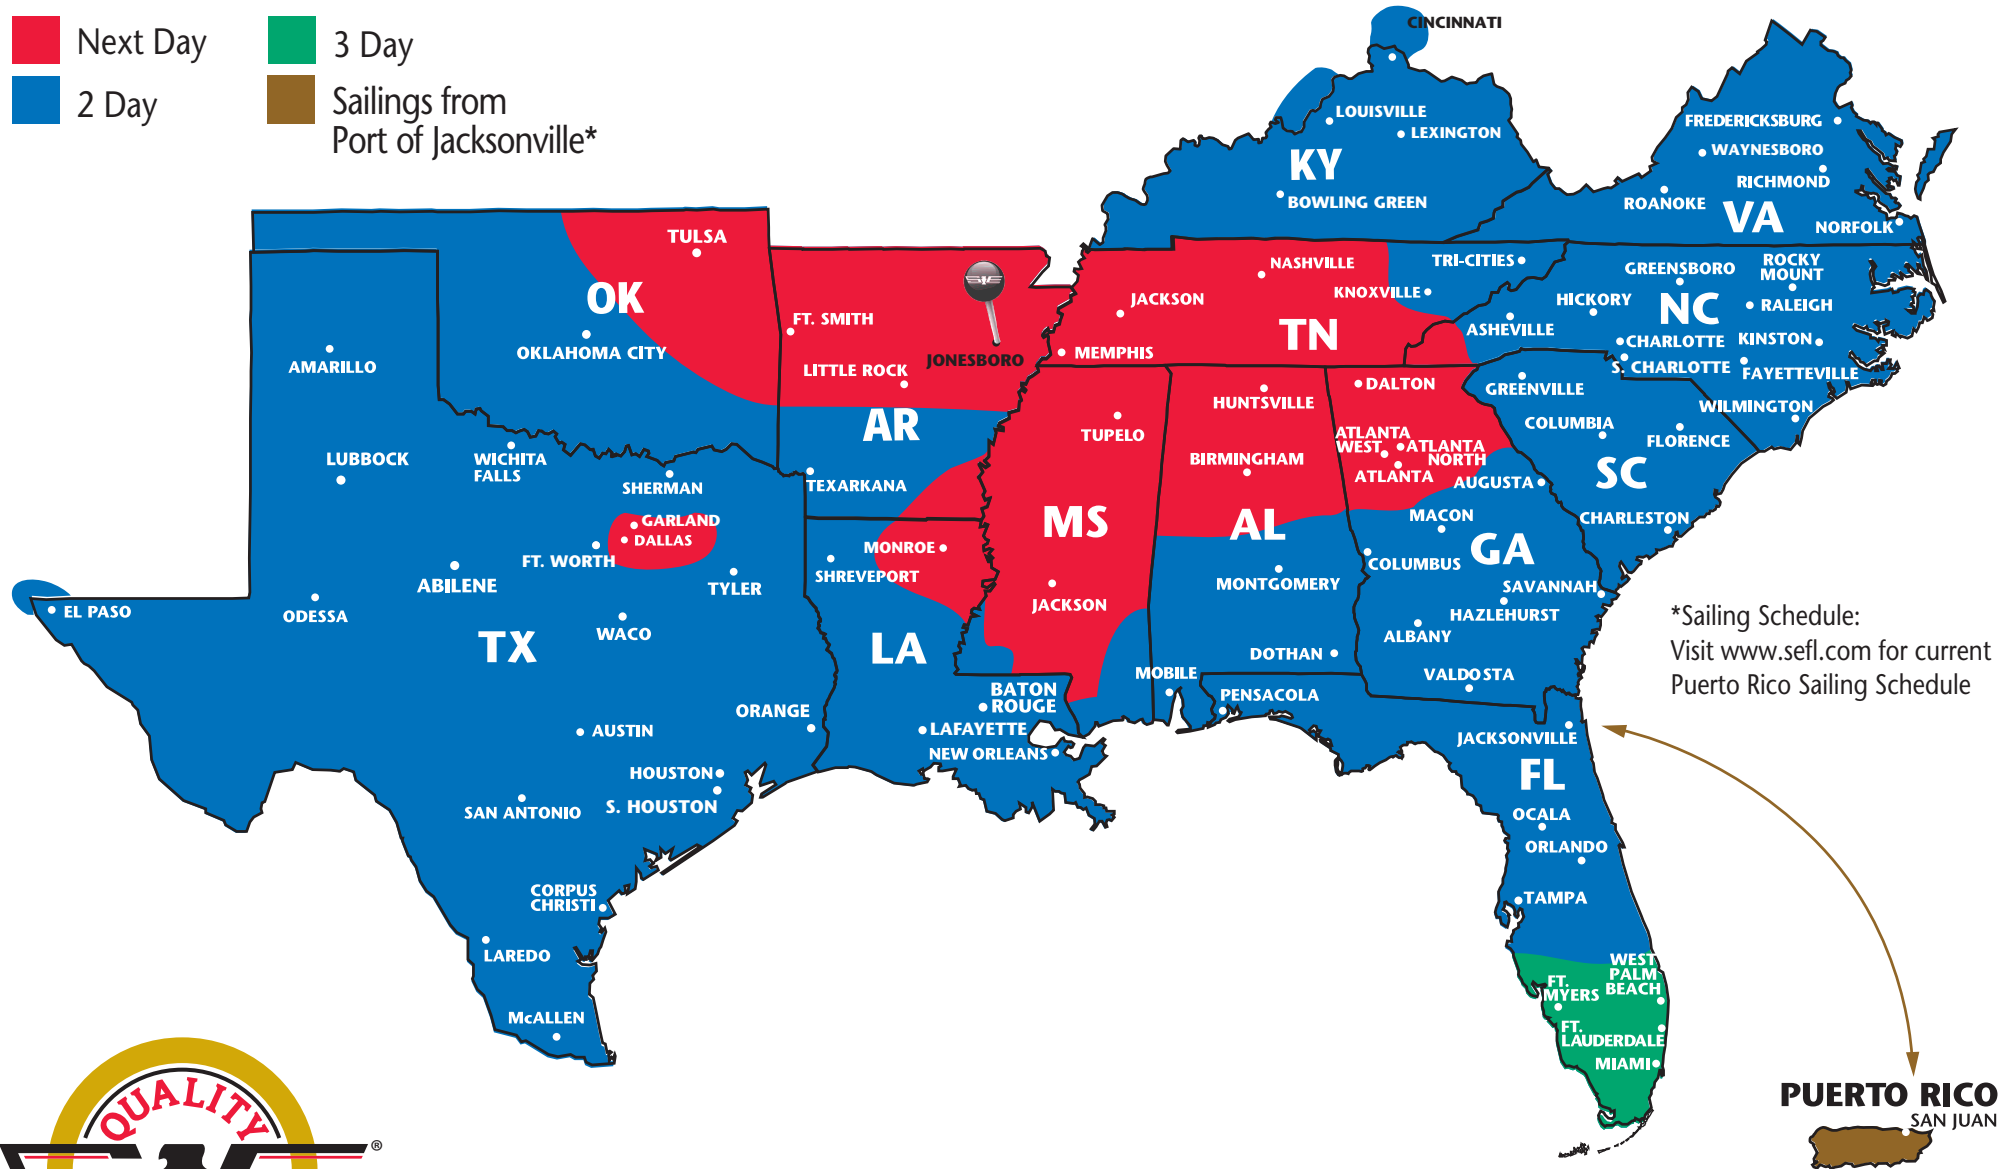 Next Day
3 Day
2 Day
Sailings from
Port of Jacksonville*
CINCINNATI
LOUISVILLE
LEXINGTON
KY
BOWLING GREEN
FREDERICKSBURG
WAYNESBORO
RICHMOND
ROANOKE
VA
NORFOLK
TULSA
OK
OKLAHOMA CITY
FT. SMITH
LITTLE ROCK
JONESBORO
AR
TEXARKANA
NASHVILLE
JACKSON
KNOXVILLE
TRI-CITIES
TN
MEMPHIS
GREENSBORO
ROCKY
MOUNT
HICKORY
NC
RALEIGH
ASHEVILLE
CHARLOTTE
KINSTON
S. CHARLOTTE
FAYETTEVILLE
WILMINGTON
GREENVILLE
COLUMBIA
FLORENCE
SC
CHARLESTON
AMARILLO
LUBBOCK
WICHITA
FALLS
SHERMAN
GARLAND
DALLAS
FT. WORTH
ABILENE
TYLER
EL PASO
ODESSA
WACO
TX
AUSTIN
ORANGE
HOUSTON
S. HOUSTON
SAN ANTONIO
CORPUS
CHRISTI
LAREDO
McALLEN
MONROE
SHREVEPORT
LA
BATON
ROUGE
LAFAYETTE
NEW ORLEANS
TUPELO
MS
JACKSON
HUNTSVILLE
BIRMINGHAM
AL
MONTGOMERY
DOTHAN
MOBILE
DALTON
ATLANTA
WEST
ATLANTA
NORTH
ATLANTA
AUGUSTA
MACON
GA
COLUMBUS
SAVANNAH
HAZLEHURST
ALBANY
VALDOSTA
PENSACOLA
JACKSONVILLE
FL
OCALA
ORLANDO
TAMPA
WEST
PALM
BEACH
FT.
MYERS
FT.
LAUDERDALE
MIAMI
*Sailing Schedule:
Visit www.sefl.com for current
Puerto Rico Sailing Schedule
PUERTO RICO
SAN JUAN
QUALITY
®